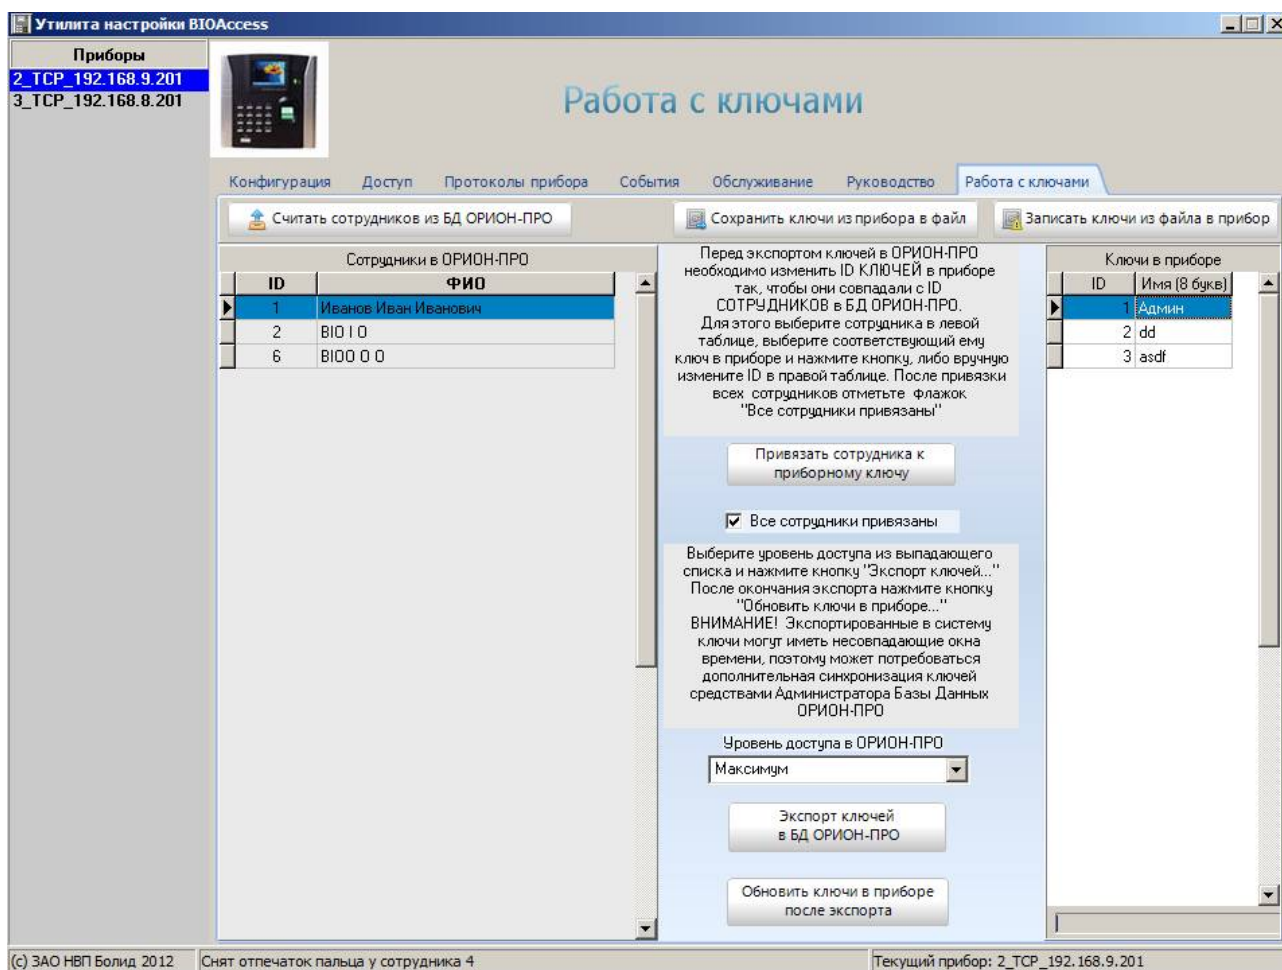 Утилита настройки BIOAccess
Приборы
2_TCP_192.168.9.201
3_TCP_192.168.8.201
Работа с ключами
Конфигурация Доступ Протоколы прибора События Обслуживание Руководство Работа с ключами
Считать сотрудников из БД ОРИОН-ПРО Сохранить ключи из прибора в файл Записать ключи из файла в прибор
Сотрудники в ОРИОН-ПРО
ID ФИО
1 Иванов Иван Иванович
2 BIO I O
6 BIOO O O
Перед экспортом ключей в ОРИОН-ПРО
необходимо изменить ID КЛЮЧЕЙ в приборе
так, чтобы они совпадали с ID
СОТРУДНИКОВ в БД ОРИОН-ПРО.
Для этого выберите сотрудника в левой
таблице, выберите соответствующий ему
ключ в приборе и нажмите кнопку, либо вручную
измените ID в правой таблице. После привязки
всех сотрудников отметьте флажок
"Все сотрудники привязаны"
Привязать сотрудника к
приборному ключу
Все сотрудники привязаны
Выберите уровень доступа из выпадающего
списка и нажмите кнопку "Экспорт ключей..."
После окончания экспорта нажмите кнопку
"Обновить ключи в приборе..."
ВНИМАНИЕ! Экспортированные в систему
ключи могут иметь несовпадающие окна
времени, поэтому может потребоваться
дополнительная синхронизация ключей
средствами Администратора Базы Данных
ОРИОН-ПРО
Уровень доступа в ОРИОН-ПРО
Максимум
Экспорт ключей
в БД ОРИОН-ПРО
Обновить ключи в приборе
после экспорта
Ключи в приборе
ID Имя (8 букв)
1 Админ
2 dd
3 asdf
(c) ЗАО НВП Болид 2012 Снят отпечаток пальца у сотрудника 4 Текущий прибор: 2_TCP_192.168.9.201